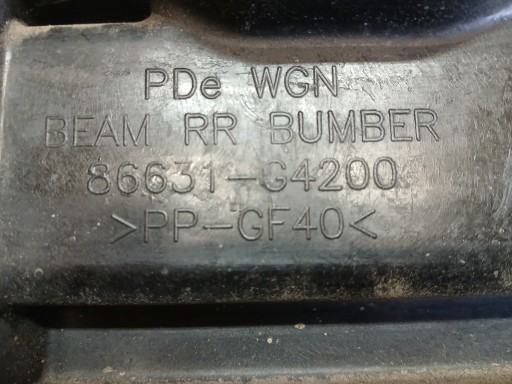 PDe WGN
BEAM RR BUMBER
86631-G4200
>PP-GF40<